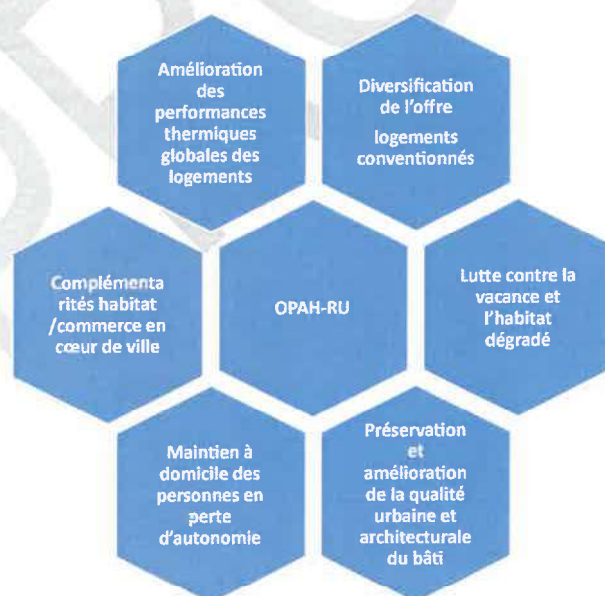 Amélioration
des
performances
thermiques
globales des
logements
Diversification
de l'offre
logements
conventionnés
Complémenta
rités habitat
/commerce en
cœur de ville
OPAH-RU
Lutte contre la
vacance et
l'habitat
dégradé
Maintien à
domicile des
personnes en
perte
d'autonomie
Préservation
et
amélioration
de la qualité
urbaine et
architecturale
du bâti